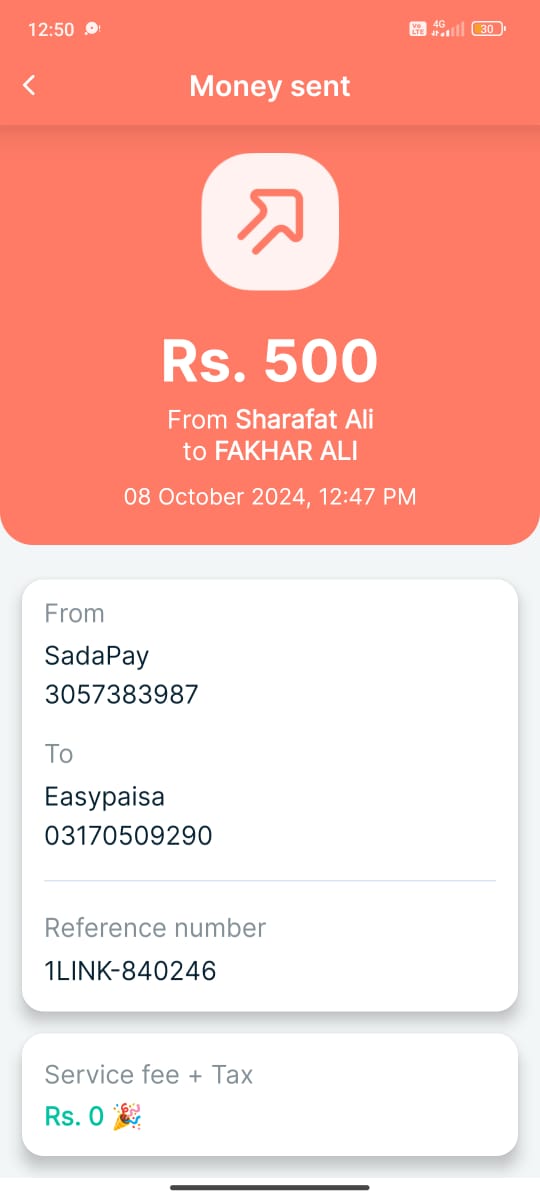 12:50
Vo LTE 4G 30
Money sent
Rs. 500
From Sharafat Ali
to FAKHAR ALI
08 October 2024, 12:47 PM
From
SadaPay
3057383987
To
Easypaisa
03170509290
Reference number
1LINK-840246
Service fee + Tax
Rs. 0 🎉